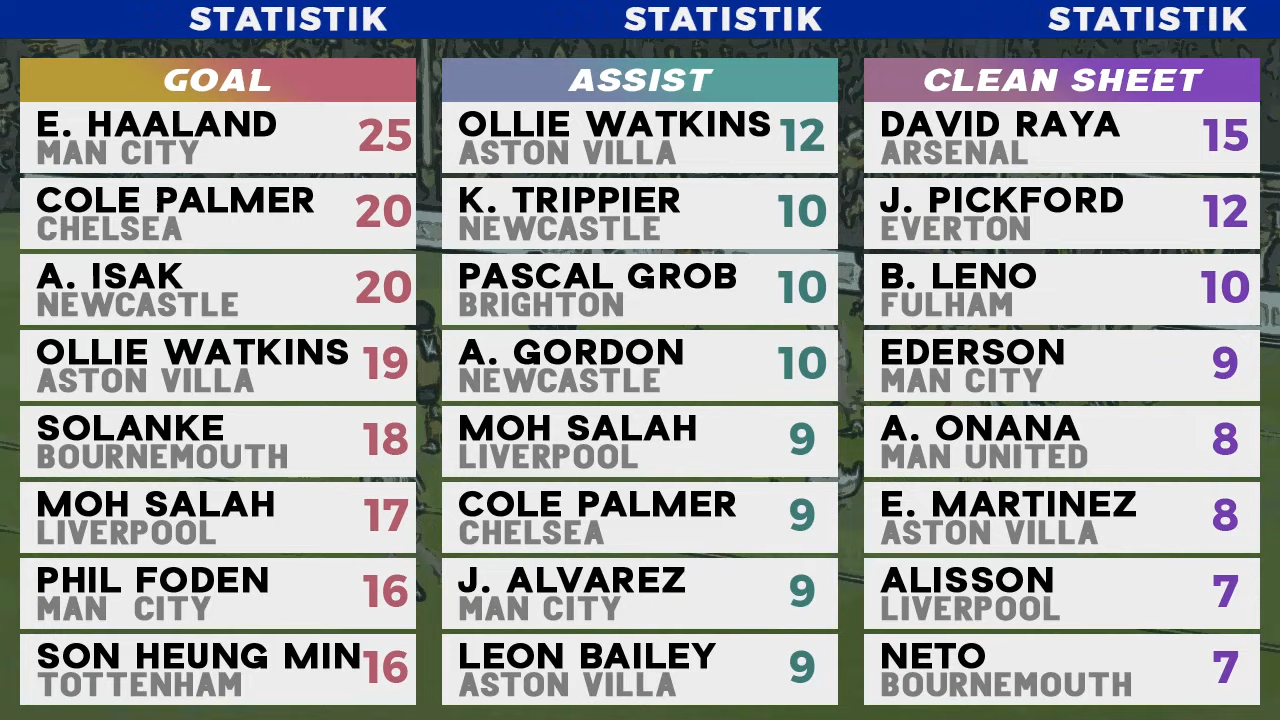 STATISTIK
STATISTIK
STATISTIK
GOAL
E. HAALAND 25
MAN CITY
COLE PALMER 20
CHELSEA
A. ISAK 20
NEWCASTLE
OLLIE WATKINS 19
ASTON VILLA
SOLANKE 18
BOURNEMOUTH
MOH SALAH 17
LIVERPOOL
PHIL FODEN 16
MAN CITY
SON HEUNG MIN 16
TOTTENHAM
ASSIST
OLLIE WATKINS 12
ASTON VILLA
K. TRIPPIER 10
NEWCASTLE
PASCAL GROB 10
BRIGHTON
A. GORDON 10
NEWCASTLE
MOH SALAH 9
LIVERPOOL
COLE PALMER 9
CHELSEA
J. ALVAREZ 9
MAN CITY
LEON BAILEY 9
ASTON VILLA
CLEAN SHEET
DAVID RAYA 15
ARSENAL
J. PICKFORD 12
EVERTON
B. LENO 10
FULHAM
EDERSON 9
MAN CITY
A. ONANA 8
MAN UNITED
E. MARTINEZ 8
ASTON VILLA
ALISSON 7
LIVERPOOL
NETO 7
BOURNEMOUTH